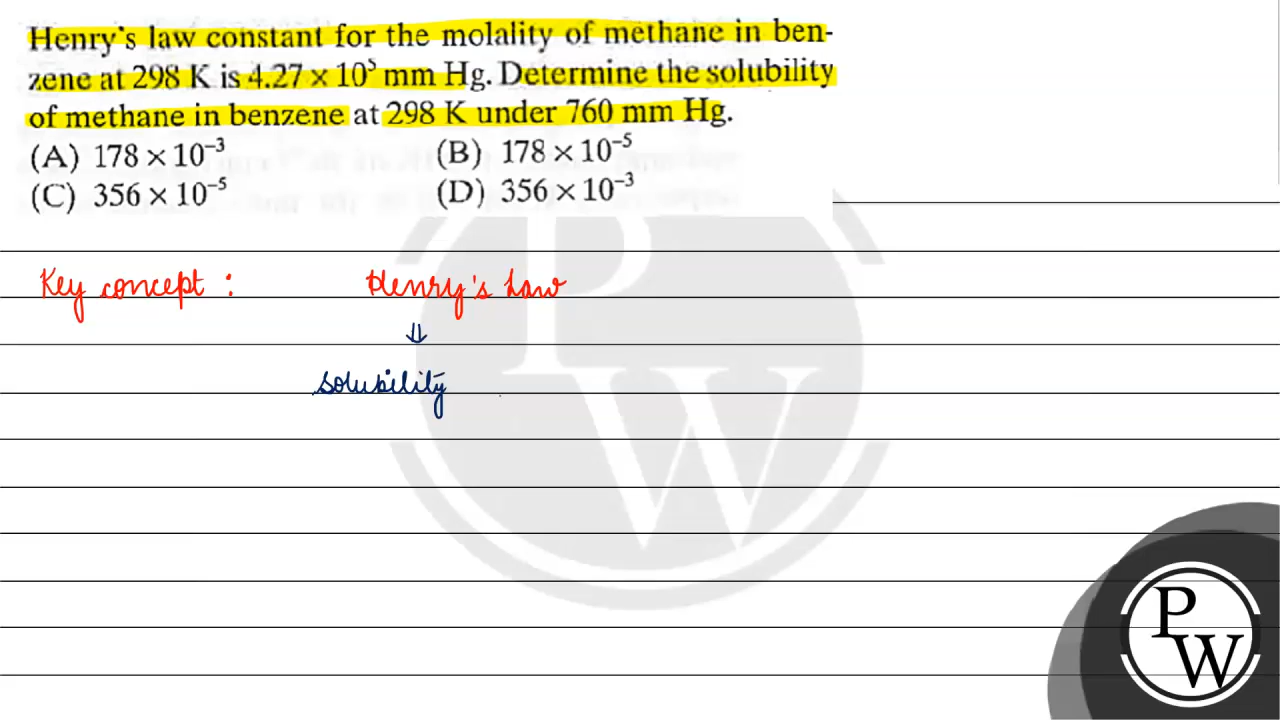 Henry's law constant for the molality of methane in ben-
zene at 298 K is 4.27 × 10⁵ mm Hg. Determine the solubility
of methane in benzene at 298 K under 760 mm Hg.
(A) 178 × 10⁻³ (B) 178 × 10⁻⁵
(C) 356 × 10⁻⁵ (D) 356 × 10⁻³
Key concept : Henry's Law
⇓
solubility
P
W
P
W